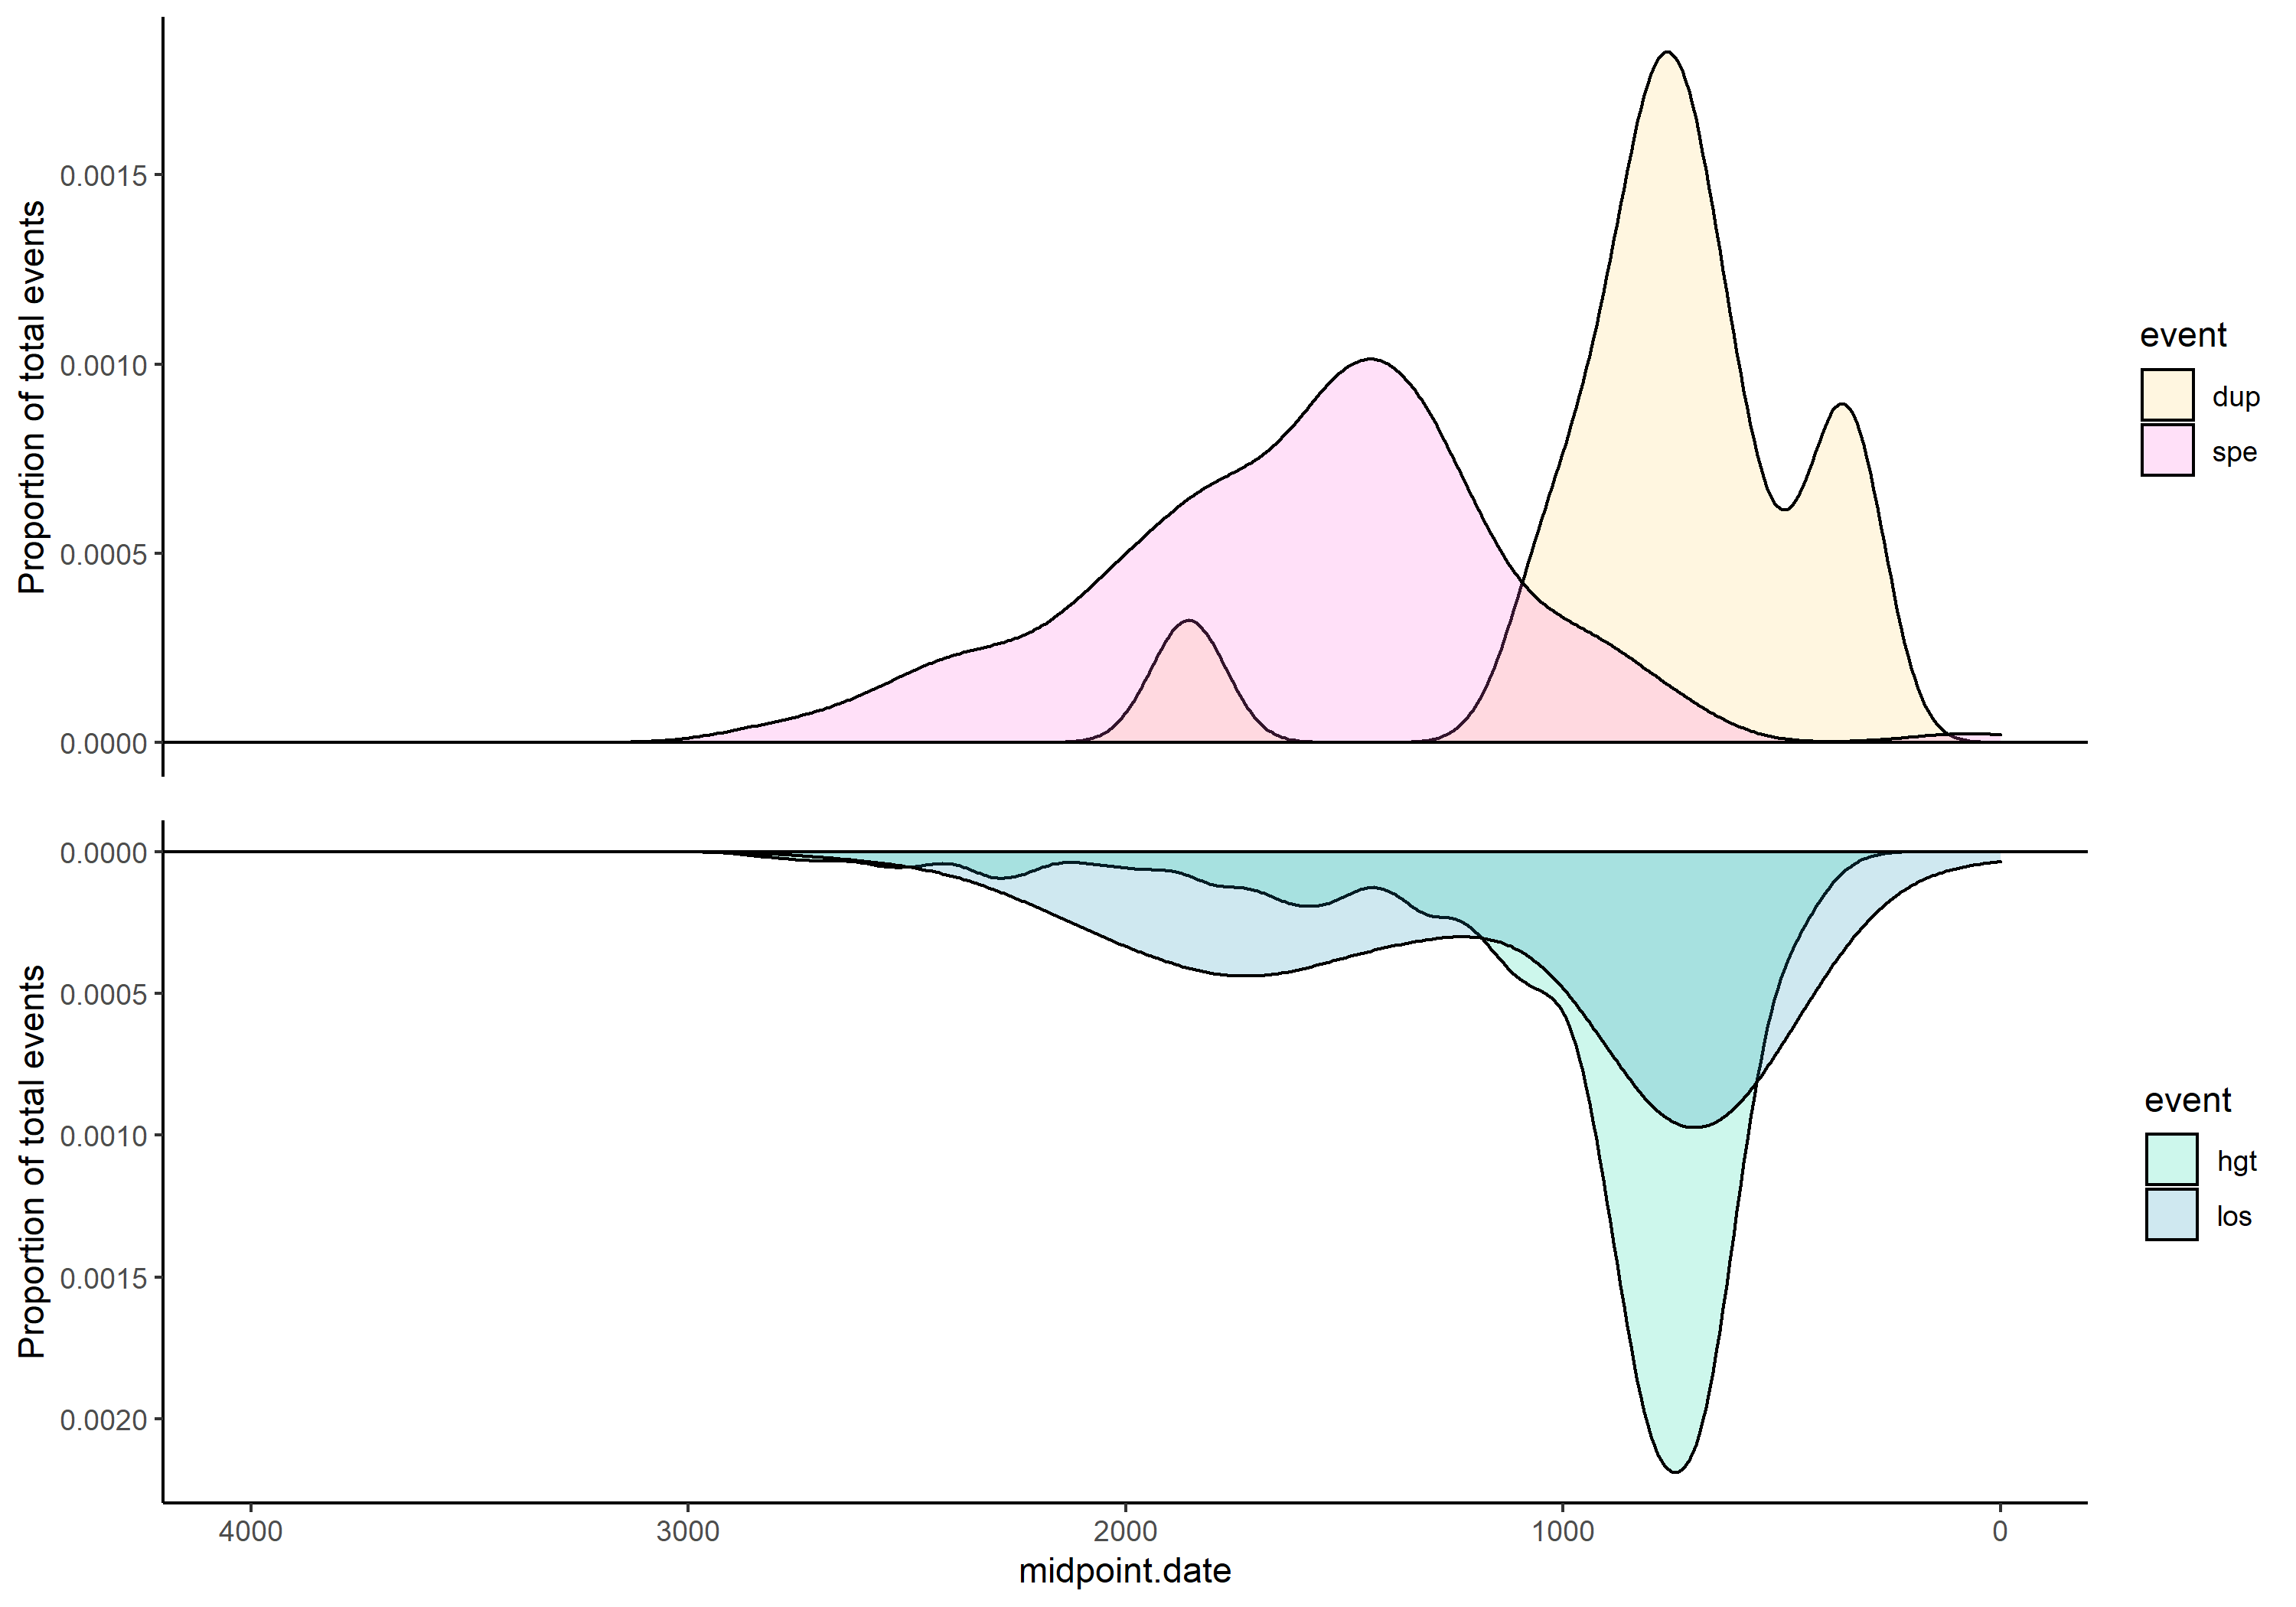 Proportion of total events
0.0015
0.0010
0.0005
0.0000
event
dup
spe
Proportion of total events
0.0000
0.0005
0.0010
0.0015
0.0020
event
hgt
los
4000 3000 2000 1000 0
midpoint.date